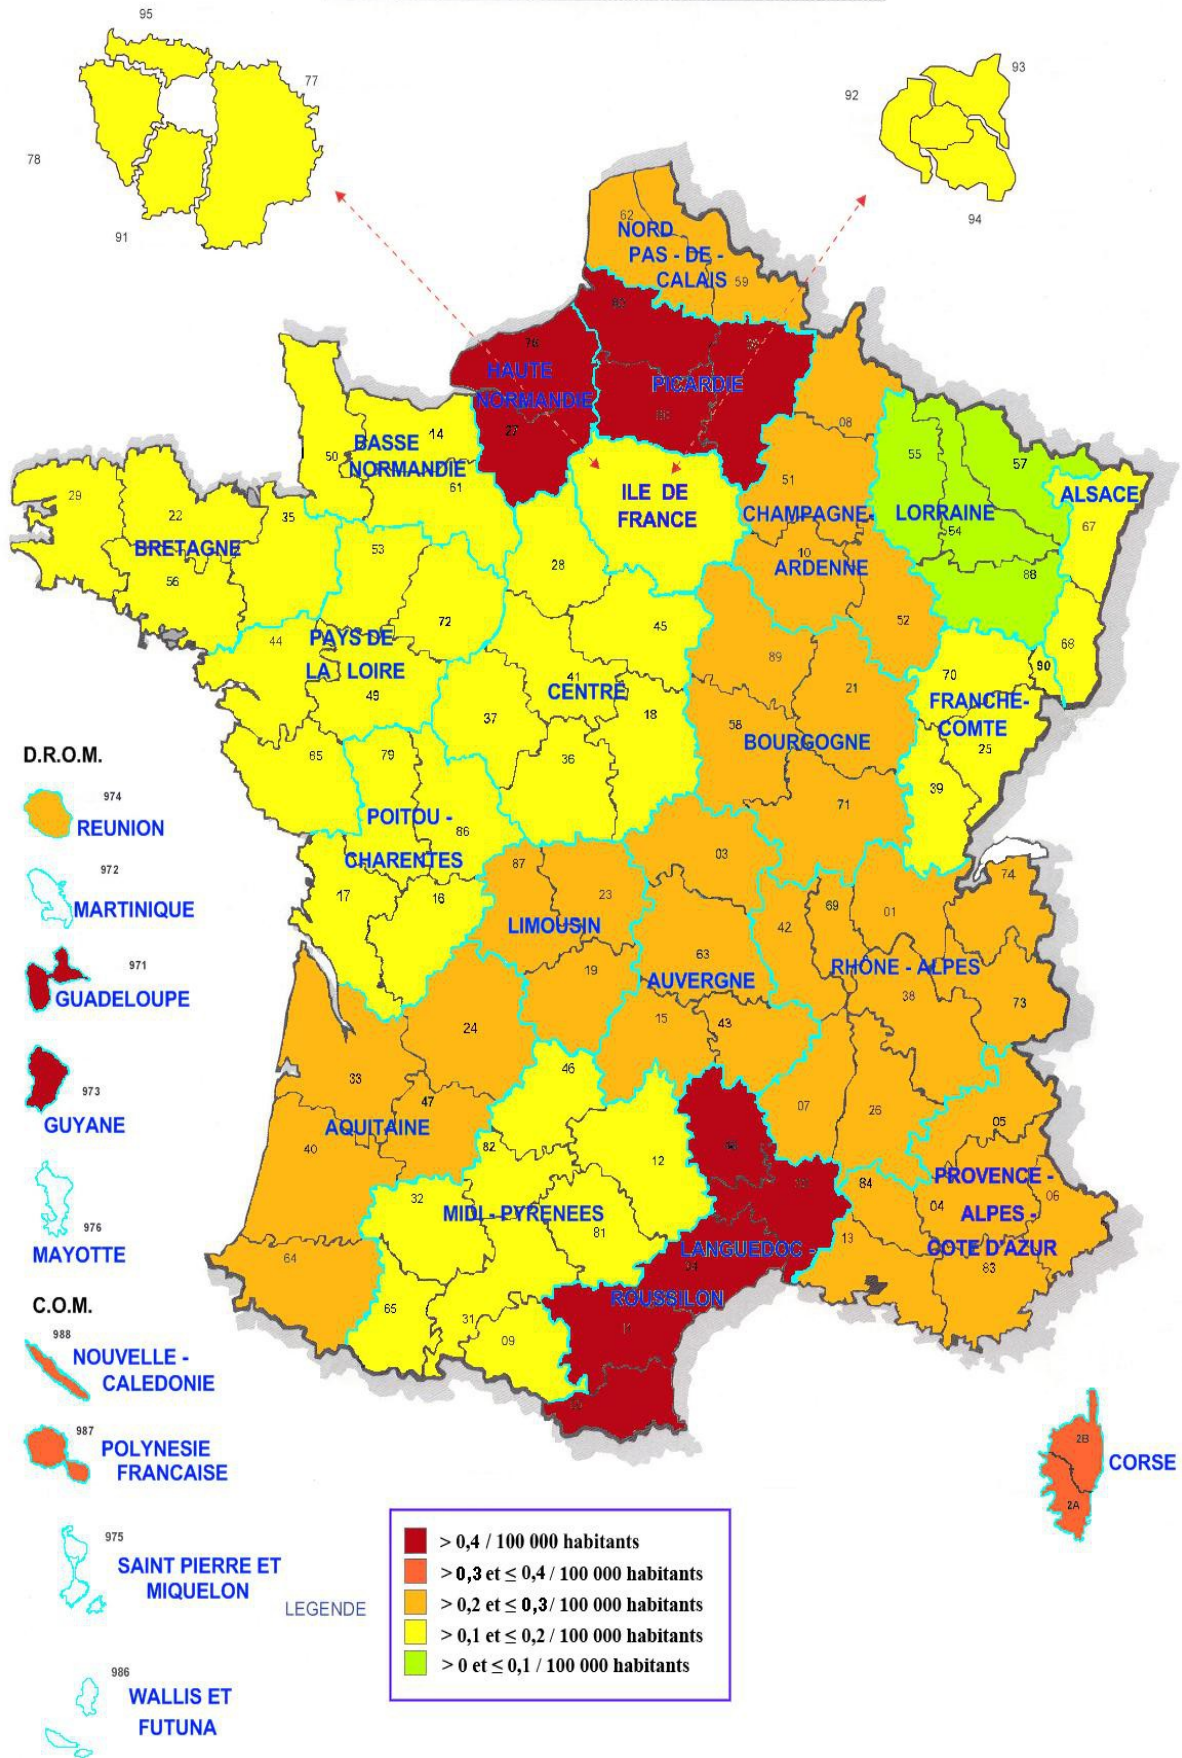 95
77
78
91
93
92
94
62
NORD
PAS - DE -
CALAIS
59
80
76
HAUTE
NORMANDIE
27
PICARDIE
60
08
14
BASSE
NORMANDIE
50
61
55
57
51
ILE DE
FRANCE
CHAMPAGNE-
ARDENNE
10
LORRAINE
54
ALSACE
67
29
22
35
BRETAGNE
56
53
28
88
52
68
44
PAYS DE
LA LOIRE
72
45
89
90
70
FRANCHE-
COMTE
49
41
CENTRE
37
18
21
58
BOURGOGNE
25
65
79
36
39
71
POITOU -
CHARENTES
86
D.R.O.M.
974
REUNION
972
MARTINIQUE
971
GUADELOUPE
973
GUYANE
976
MAYOTTE
87
03
74
17
16
23
LIMOUSIN
42
69
01
63
AUVERGNE
RHÔNE - ALPES
19
38
73
24
15
43
33
46
47
AQUITAINE
40
07
26
05
82
12
32
MIDI - PYRENEES
81
84
PROVENCE -
ALPES -
COTE D'AZUR
04
06
13
83
64
LANGUEDOC -
ROUSSILON
65
31
09
11
C.O.M.
988
NOUVELLE -
CALEDONIE
987
POLYNESIE
FRANCAISE
975
SAINT PIERRE ET
MIQUELON
986
WALLIS ET
FUTUNA
2B
CORSE
2A
LEGENDE
> 0,4 / 100 000 habitants
> 0,3 et ≤ 0,4 / 100 000 habitants
> 0,2 et ≤ 0,3 / 100 000 habitants
> 0,1 et ≤ 0,2 / 100 000 habitants
> 0 et ≤ 0,1 / 100 000 habitants